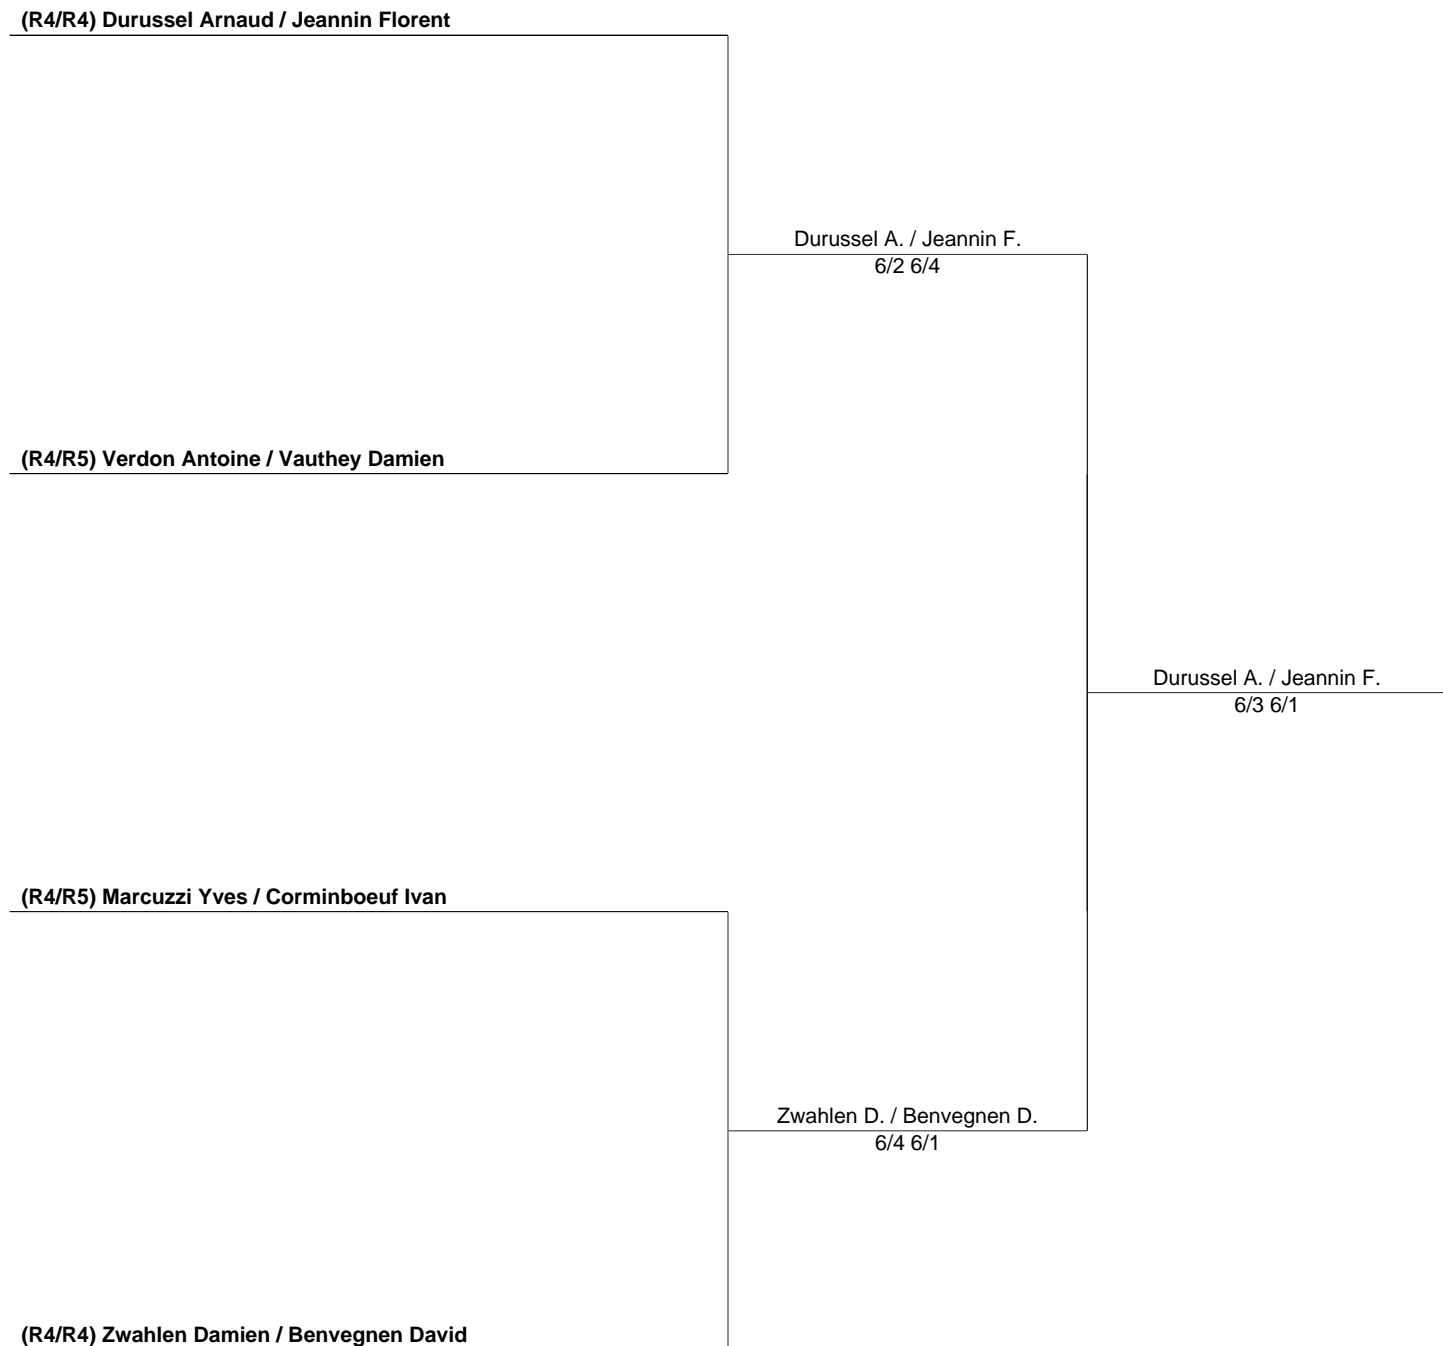 (R4/R4) Durussel Arnaud / Jeannin Florent
Durussel A. / Jeannin F.
6/2 6/4
(R4/R5) Verdon Antoine / Vauthey Damien
Durussel A. / Jeannin F.
6/3 6/1
(R4/R5) Marcuzzi Yves / Corminboeuf Ivan
Zwahlen D. / Benvegnen D.
6/4 6/1
(R4/R4) Zwahlen Damien / Benvegnen David